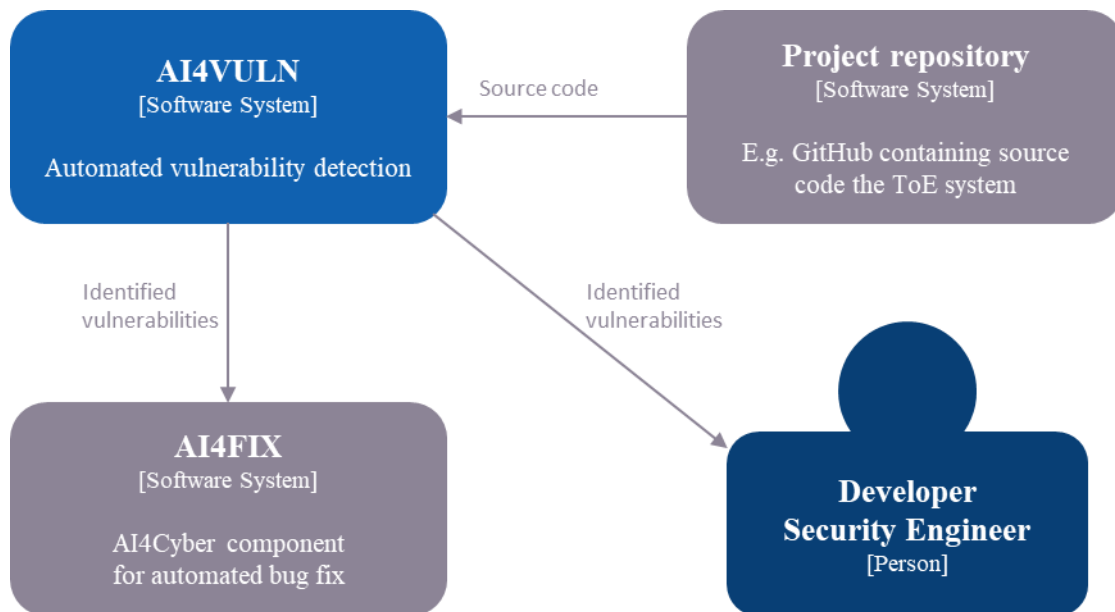 AI4VULN
[Software System]
Automated vulnerability detection
Source code
Project repository
[Software System]
E.g. GitHub containing source
code the ToE system
Identified
vulnerabilities
Identified
vulnerabilities
AI4FIX
[Software System]
AI4Cyber component
for automated bug fix
Developer
Security Engineer
[Person]